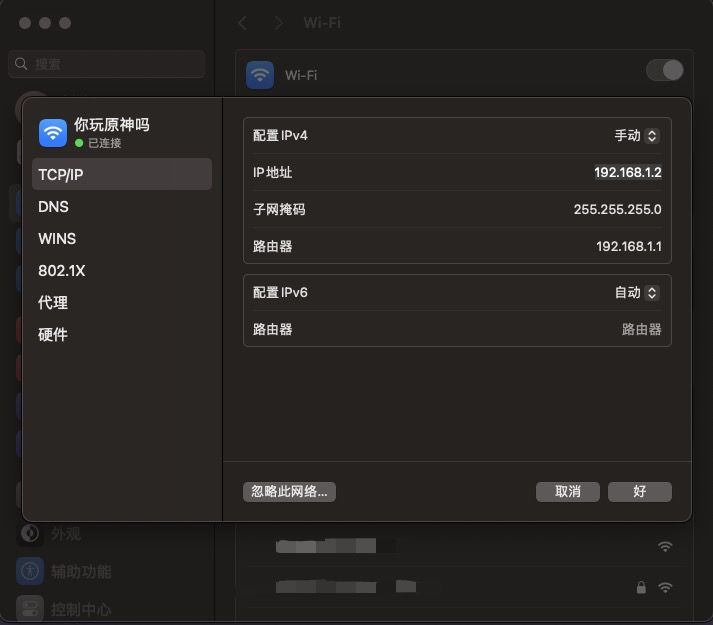 Wi-Fi
搜索
Wi-Fi
你玩原神吗
已连接
TCP/IP
DNS
WINS
802.1X
代理
硬件
配置 IPv4
手动
IP 地址
192.168.1.2
子网掩码
255.255.255.0
路由器
192.168.1.1
配置 IPv6
自动
路由器
路由器
忽略此网络...
取消
好
外观
辅助功能
控制中心